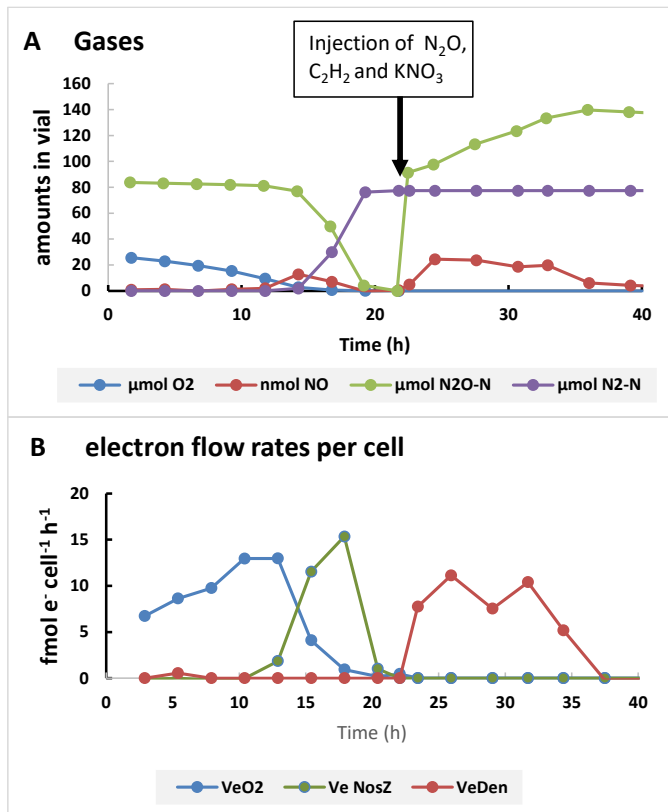 A Gases
Injection of N₂O,
C₂H₂ and KNO₃
amounts in vial
160
140
120
100
80
60
40
20
0
0 10 20 30 40
Time (h)
µmol O2 nmol NO µmol N2O-N µmol N2-N
B electron flow rates per cell
fmol e⁻ cell⁻¹ h⁻¹
20
15
10
5
0
0 5 10 15 20 25 30 35 40
Time (h)
VeO2 Ve NosZ VeDen